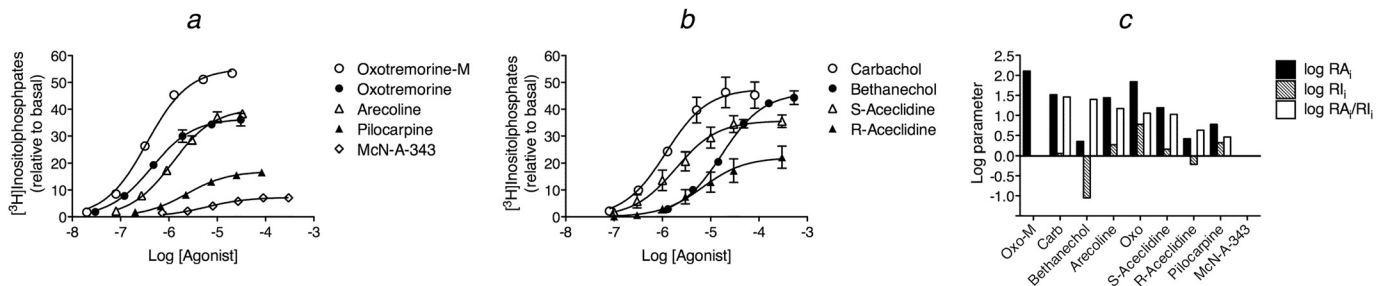 a
60
50
40
30
20
10
0
-8 -7 -6 -5 -4 -3
[3H]Inositolphosphpates
(relative to basal)
Log [Agonist]
Oxotremorine-M
Oxotremorine
Arecoline
Pilocarpine
McN-A-343
b
60
50
40
30
20
10
0
-8 -7 -6 -5 -4 -3
[3H]Inositolphosphates
(relative to basal)
Log [Agonist]
Carbachol
Bethanechol
S-Aceclidine
R-Aceclidine
c
2.5
2.0
1.5
1.0
0.5
0.0
-0.5
-1.0
Log parameter
Oxo-M
Carb
Bethanechol
Arecoline
Oxo
S-Aceclidine
R-Aceclidine
Pilocarpine
McN-A-343
log RAi
log RIi
log RAi/RIi